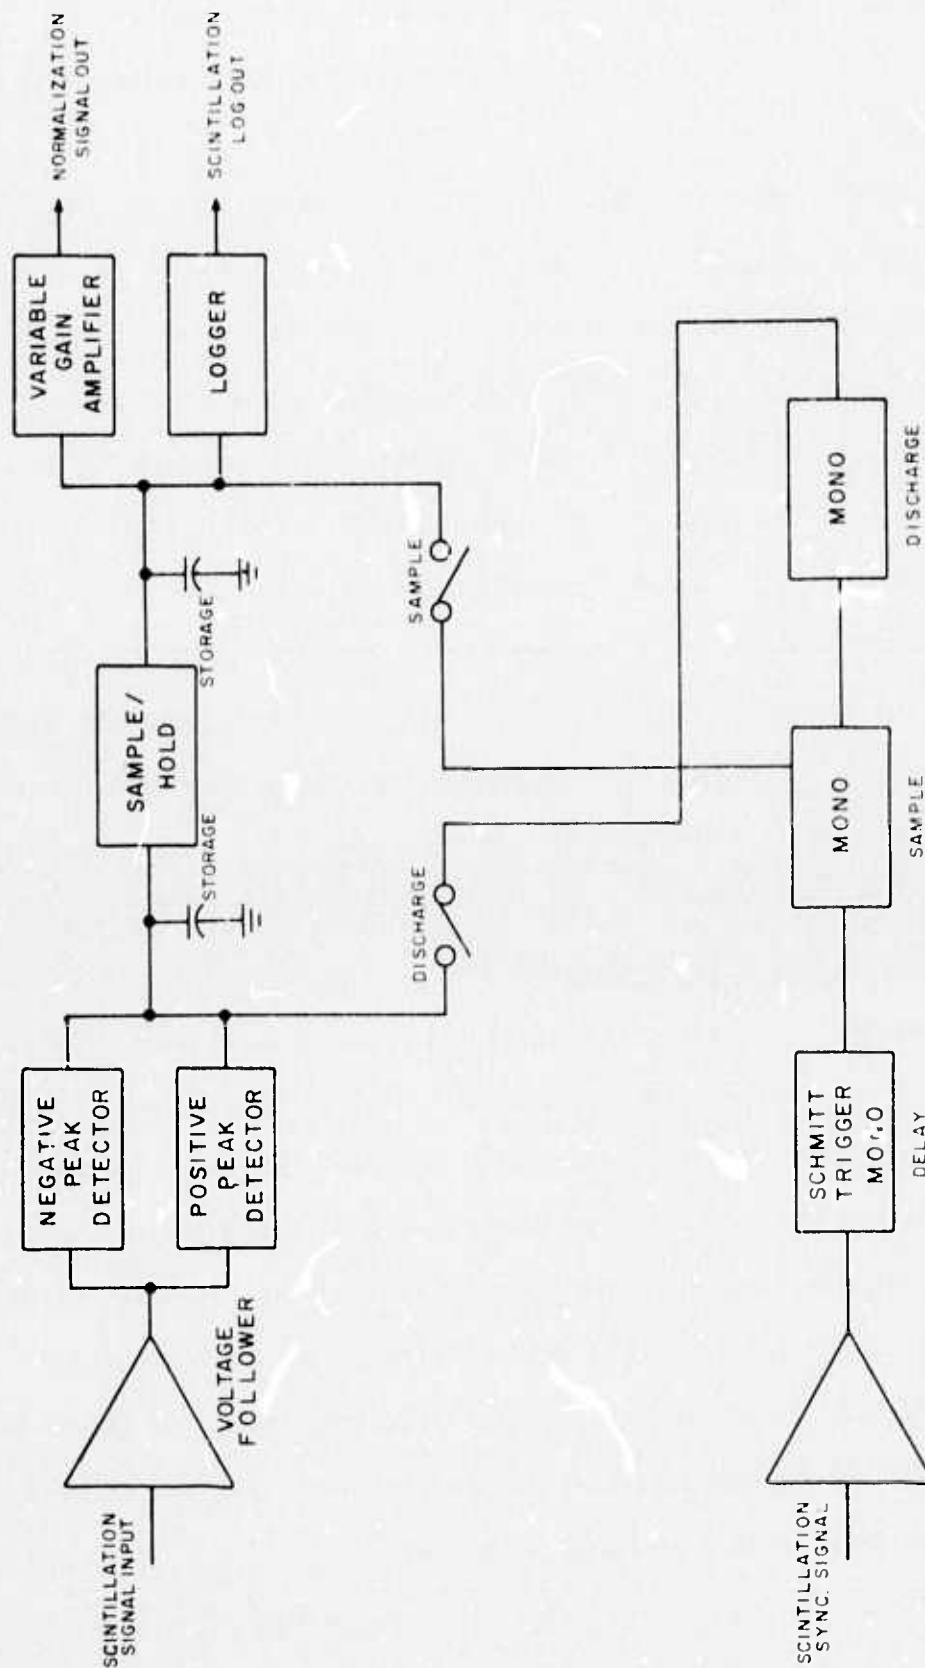 SCINTILLATION
SIGNAL INPUT
VOLTAGE
FOLLOWER
NEGATIVE
PEAK
DETECTOR
POSITIVE
PEAK
DETECTOR
STORAGE
SAMPLE/
HOLD
STORAGE
VARIABLE
GAIN
AMPLIFIER
NORMALIZATION
SIGNAL OUT
LOGGER
SCINTILLATION
LOG OUT
DISCHARGE
SAMPLE
SCINTILLATION
SYNC. SIGNAL
SCHMITT
TRIGGER
MONO
DELAY
MONO
SAMPLE
MONO
DISCHARGE